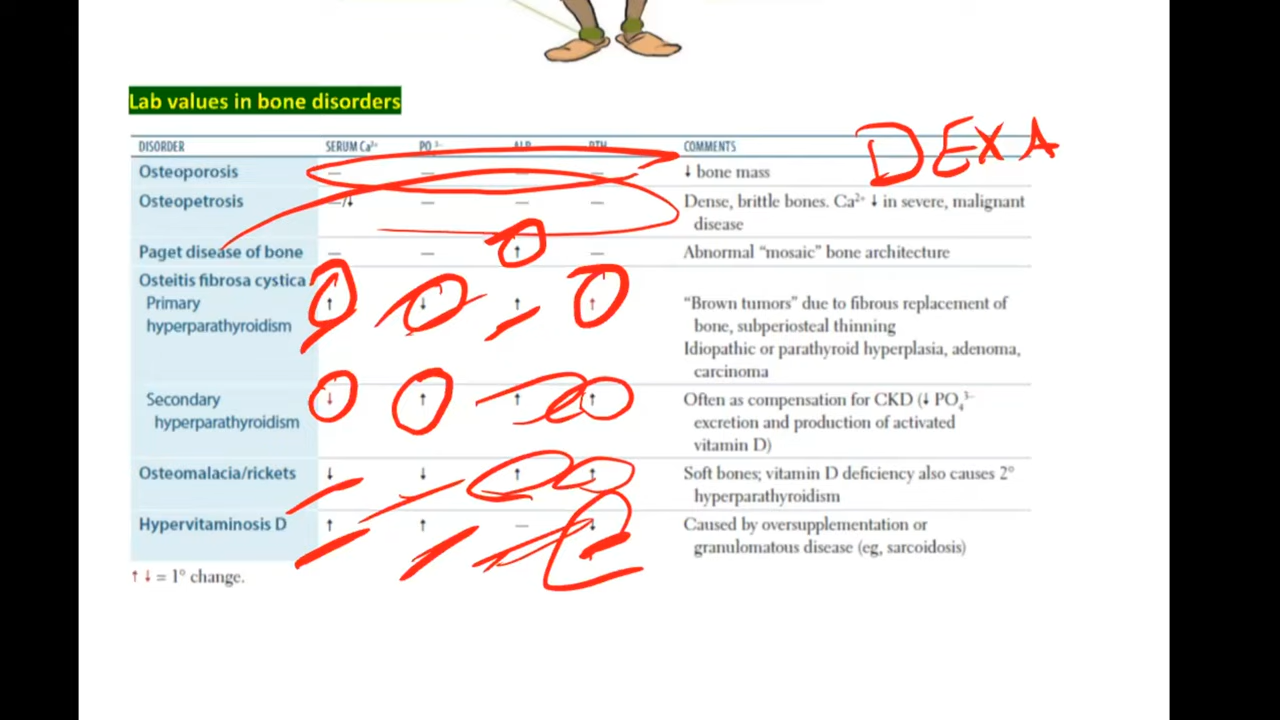 Lab values in bone disorders
DEXA
DISORDER SERUM Ca²⁺ PO₄³⁻ ALP PTH COMMENTS
Osteoporosis — — — — ↓ bone mass
Osteopetrosis —/↓ — — — Dense, brittle bones. Ca²⁺ ↓ in severe, malignant
disease
Paget disease of bone — — ↑ — Abnormal “mosaic” bone architecture
Osteitis fibrosa cystica
Primary ↑ ↓ ↑ ↑ “Brown tumors” due to fibrous replacement of
hyperparathyroidism bone, subperiosteal thinning
Idiopathic or parathyroid hyperplasia, adenoma,
carcinoma
Secondary ↓ ↑ ↑ ↑ Often as compensation for CKD (↓ PO₄³⁻
hyperparathyroidism excretion and production of activated
vitamin D)
Osteomalacia/rickets ↓ ↓ ↑ ↑ Soft bones; vitamin D deficiency also causes 2°
hyperparathyroidism
Hypervitaminosis D ↑ ↑ — ↓ Caused by oversupplementation or
granulomatous disease (eg, sarcoidosis)
↑ ↓ = 1° change.